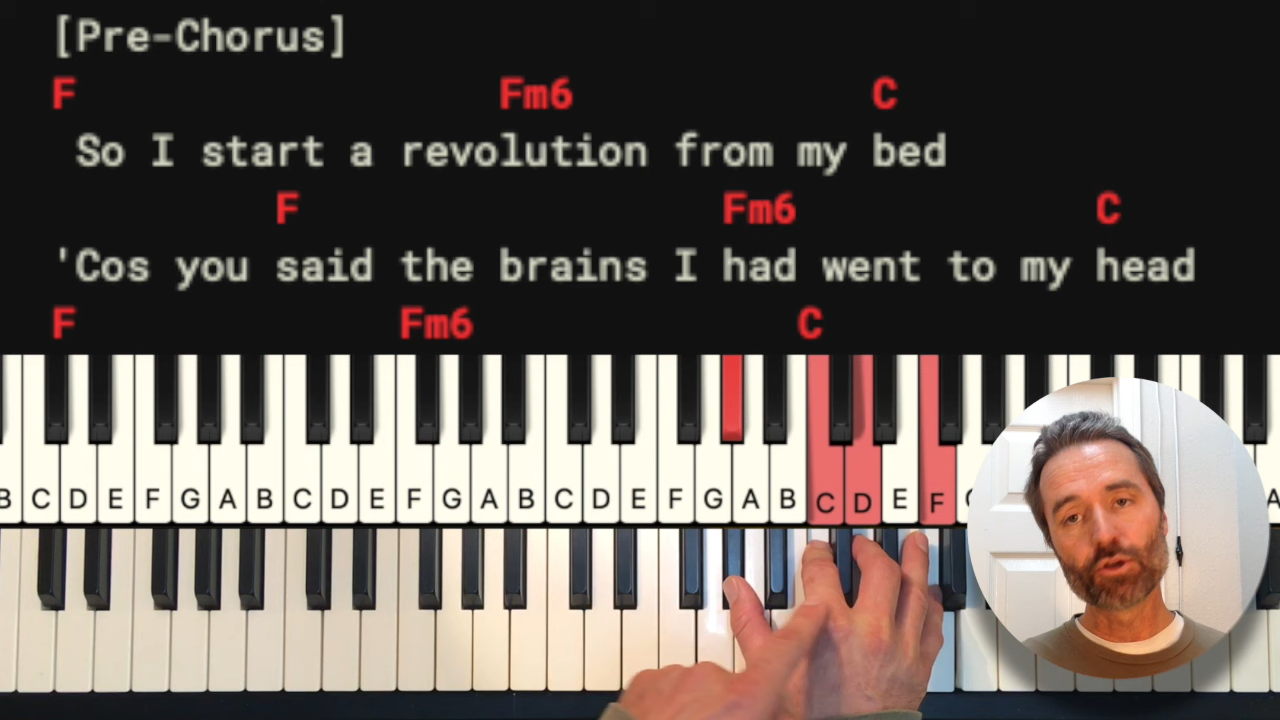 [Pre-Chorus]
F Fm6 C
So I start a revolution from my bed
F Fm6 C
'Cos you said the brains I had went to my head
F Fm6 C
B C D E F G A B C D E F G A B C D E F G A B C D E F G A